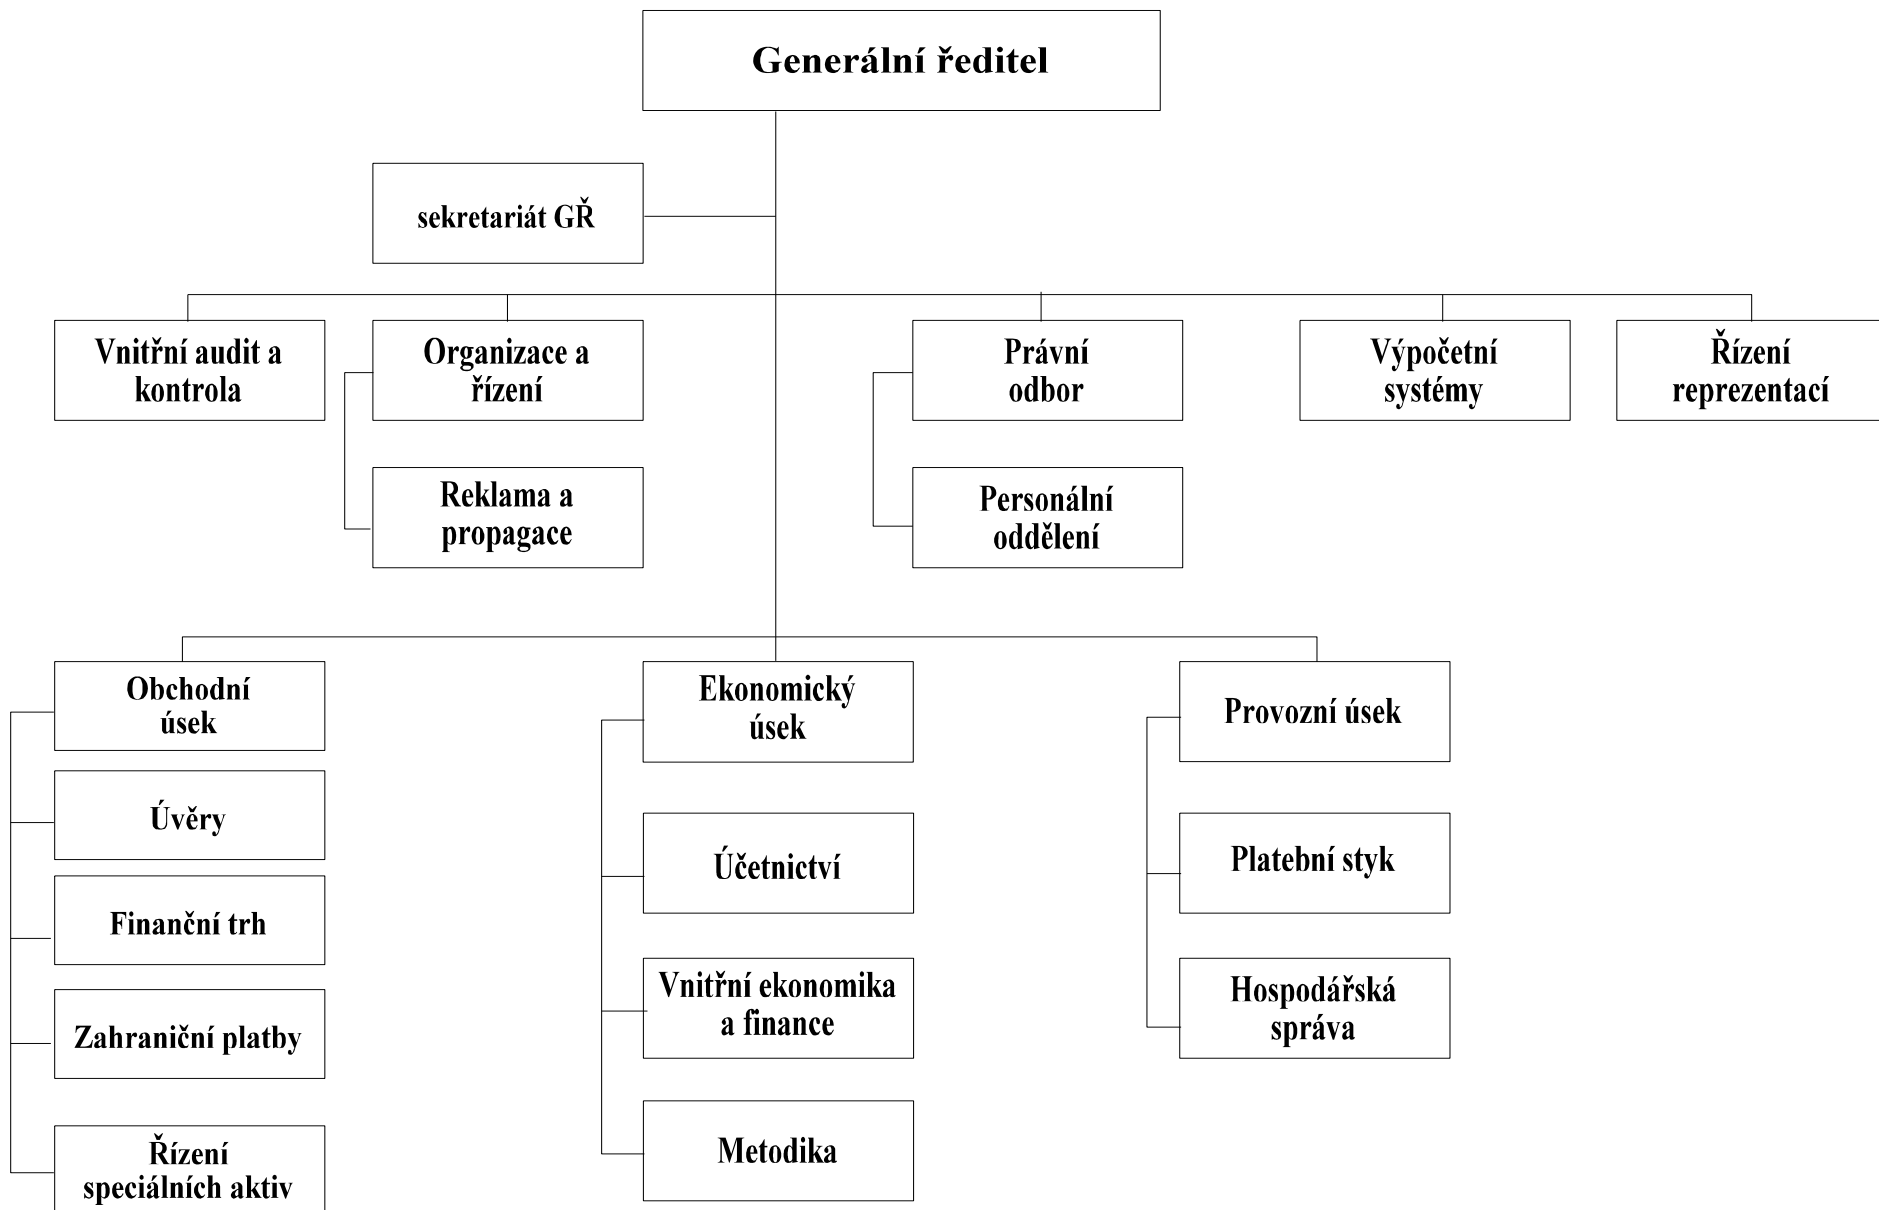 Generální ředitel
sekretariát GŘ
Vnitřní audit a
kontrola
Organizace a
řízení
Právní
odbor
Výpočetní
systémy
Řízení
reprezentací
Reklama a
propagace
Personální
oddělení
Obchodní
úsek
Úvěry
Finanční trh
Zahraniční platby
Řízení
speciálních aktiv
Ekonomický
úsek
Účetnictví
Vnitřní ekonomika
a finance
Metodika
Provozní úsek
Platební styk
Hospodářská
správa